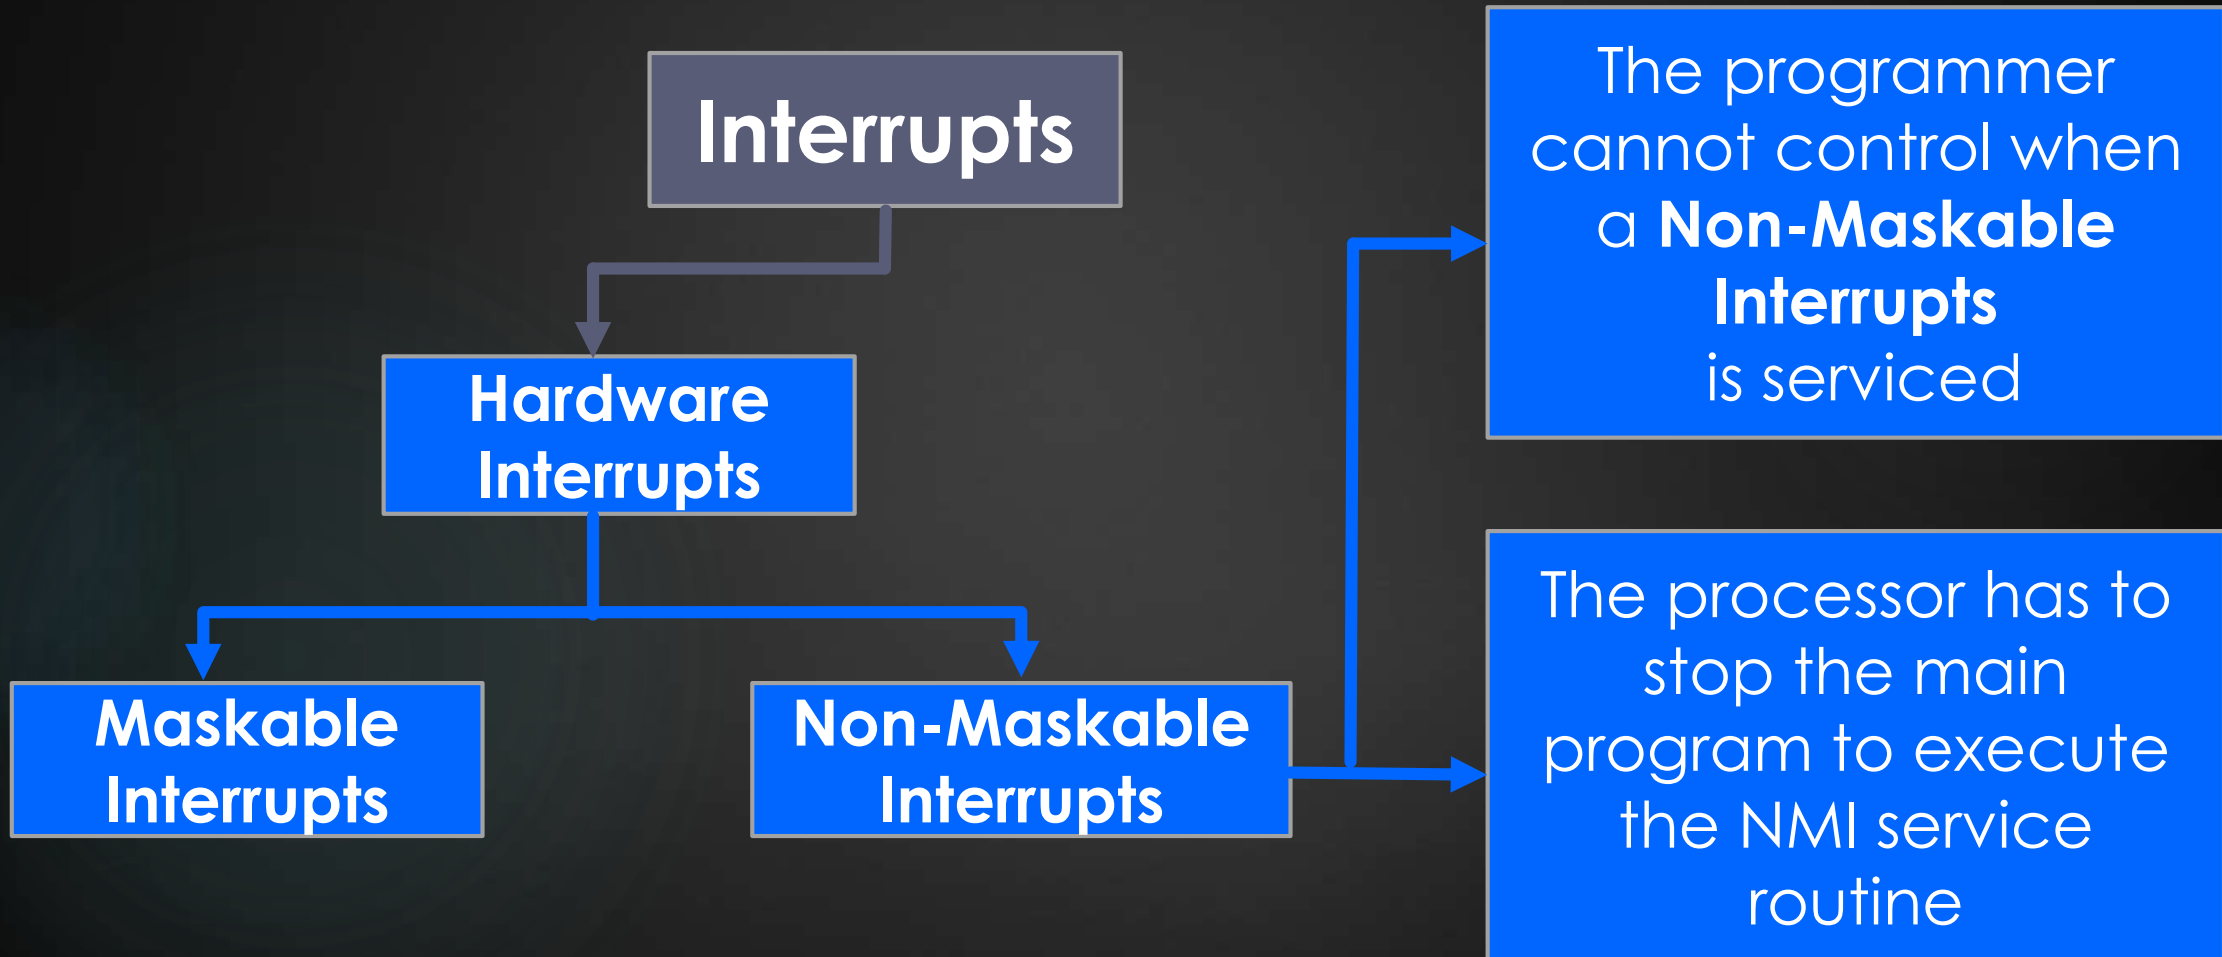 Interrupts
Hardware
Interrupts
Maskable
Interrupts
Non-Maskable
Interrupts
The programmer
cannot control when
a Non-Maskable
Interrupts
is serviced
The processor has to
stop the main
program to execute
the NMI service
routine